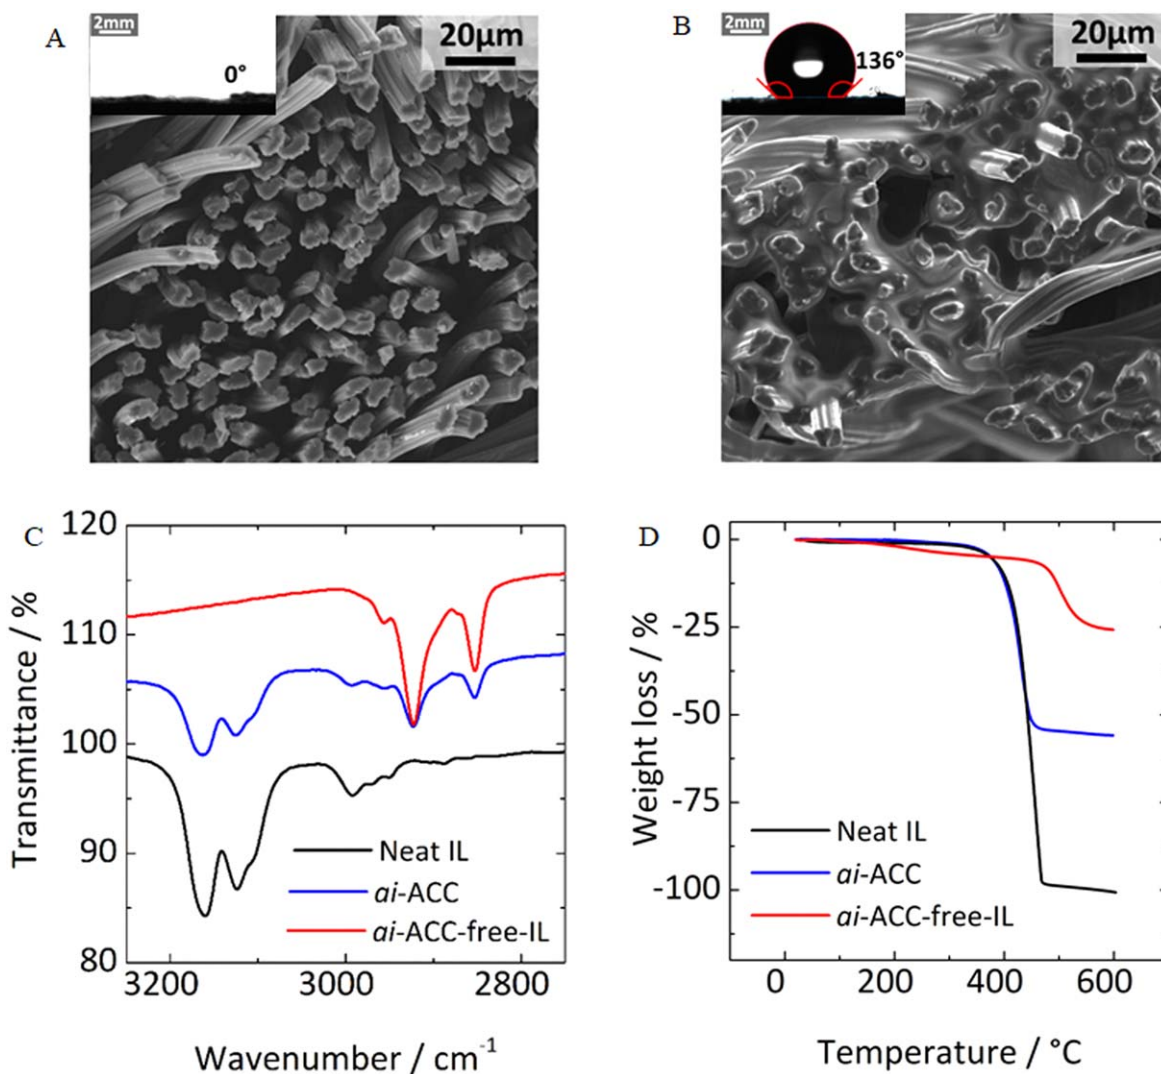 A
2mm
0°
20µm
B
2mm
136°
20µm
C
120
110
100
90
80
Transmittance / %
Neat IL
ai-ACC
ai-ACC-free-IL
3200
3000
2800
Wavenumber / cm⁻¹
D
0
-25
-50
-75
-100
Weight loss / %
Neat IL
ai-ACC
ai-ACC-free-IL
0
200
400
600
Temperature / °C